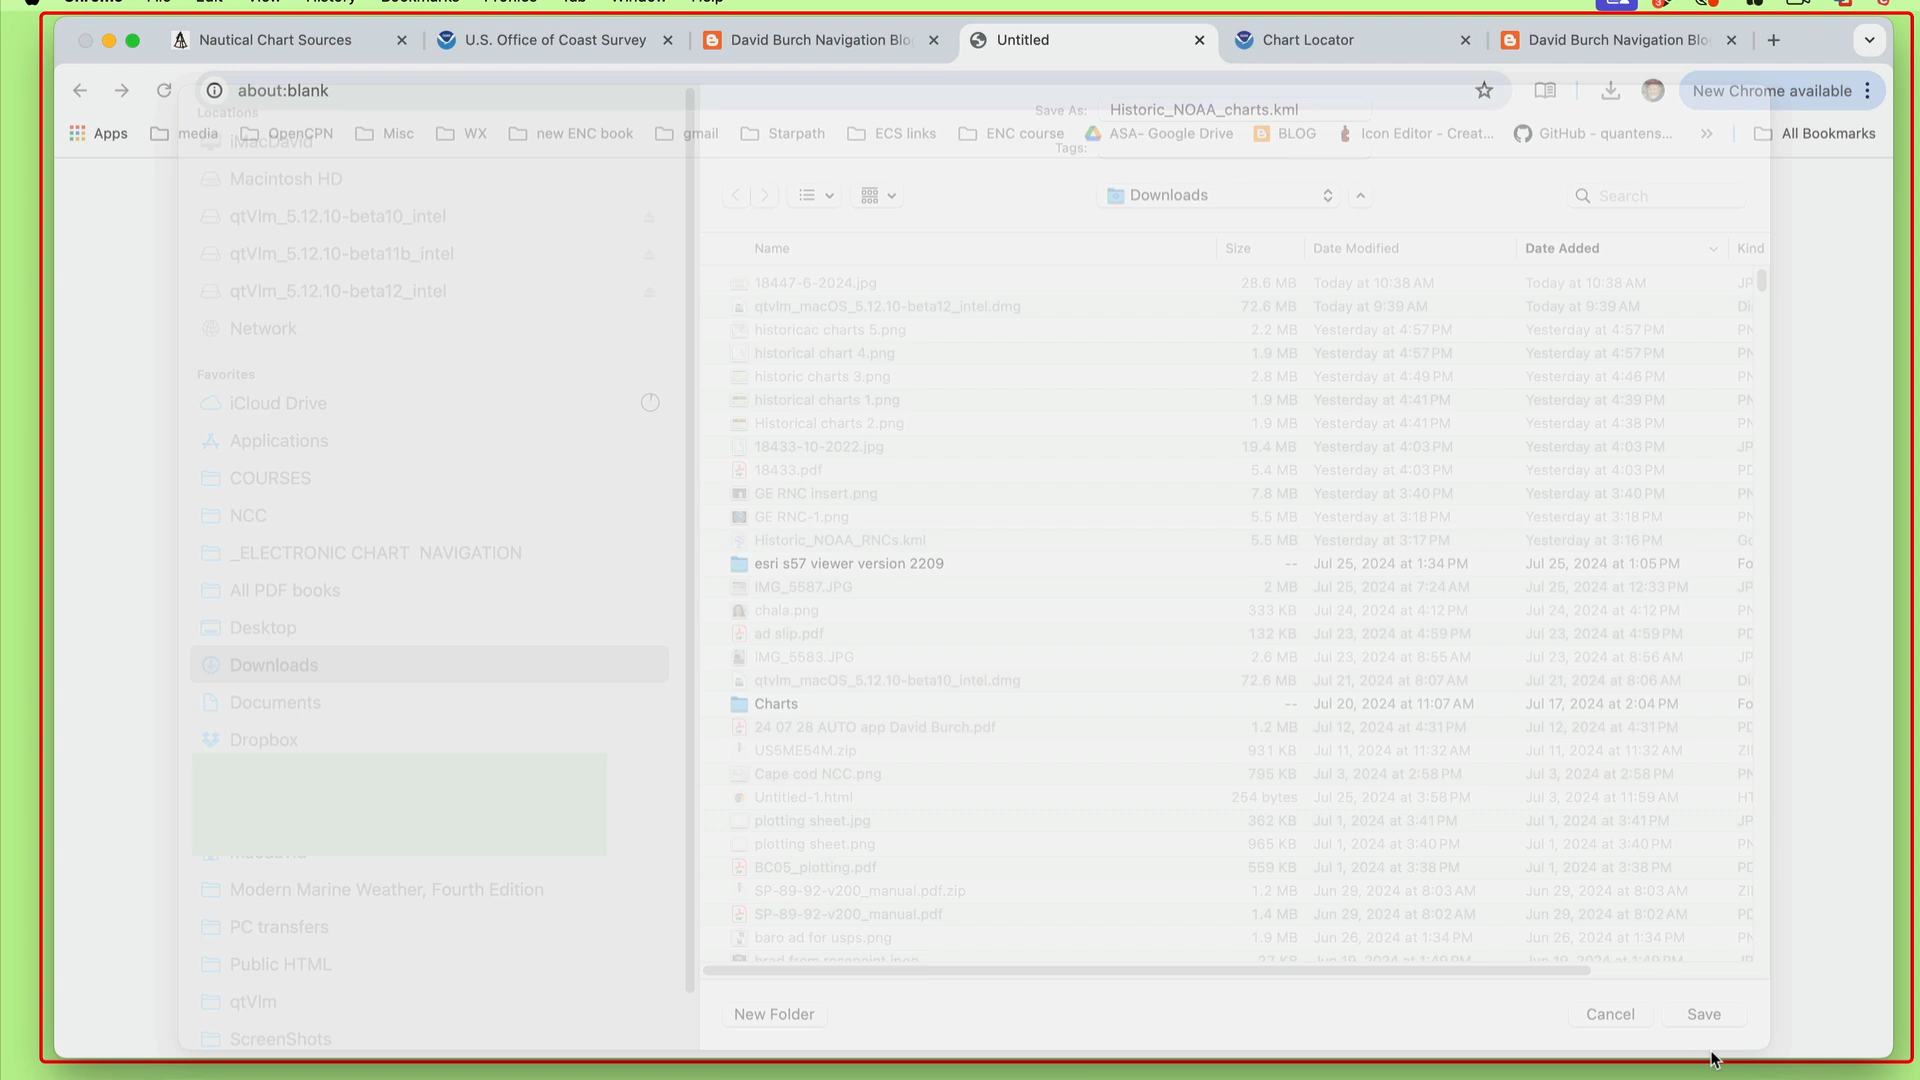 Nautical Chart Sources
U.S. Office of Coast Survey
David Burch Navigation Blo
Untitled
Chart Locator
David Burch Navigation Blo
about:blank
New Chrome available
Apps
media
OpenCPN
Misc
WX
new ENC book
gmail
Starpath
ECS links
ENC course
ASA- Google Drive
BLOG
Icon Editor - Creat...
GitHub - quantens...
All Bookmarks
Locations
iMacDavid
Macintosh HD
qtVlm_5.12.10-beta10_intel
qtVlm_5.12.10-beta11b_intel
qtVlm_5.12.10-beta12_intel
Network
Favorites
iCloud Drive
Applications
COURSES
NCC
_ELECTRONIC CHART NAVIGATION
All PDF books
Desktop
Downloads
Documents
Dropbox
Modern Marine Weather, Fourth Edition
PC transfers
Public HTML
qtVlm
ScreenShots
Save As: Historic_NOAA_charts.kml
Tags:
Downloads
Search
Name Size Date Modified Date Added Kind
18447-6-2024.jpg 28.6 MB Today at 10:38 AM Today at 10:38 AM JP
qtvlm_macOS_5.12.10-beta12_intel.dmg 72.6 MB Today at 9:39 AM Today at 9:39 AM Di
historicac charts 5.png 2.2 MB Yesterday at 4:57 PM Yesterday at 4:57 PM PN
historical chart 4.png 1.9 MB Yesterday at 4:57 PM Yesterday at 4:57 PM PN
historic charts 3.png 2.8 MB Yesterday at 4:49 PM Yesterday at 4:46 PM PN
historical charts 1.png 1.9 MB Yesterday at 4:41 PM Yesterday at 4:39 PM PN
Historical charts 2.png 1.9 MB Yesterday at 4:41 PM Yesterday at 4:38 PM PN
18433-10-2022.jpg 19.4 MB Yesterday at 4:03 PM Yesterday at 4:03 PM JP
18433.pdf 5.4 MB Yesterday at 4:03 PM Yesterday at 4:03 PM PD
GE RNC insert.png 7.8 MB Yesterday at 3:40 PM Yesterday at 3:40 PM PN
GE RNC-1.png 5.5 MB Yesterday at 3:18 PM Yesterday at 3:18 PM PN
Historic_NOAA_RNCs.kml 5.5 MB Yesterday at 3:17 PM Yesterday at 3:16 PM Go
esri s57 viewer version 2209 -- Jul 25, 2024 at 1:34 PM Jul 25, 2024 at 1:05 PM Fo
IMG_5587.JPG 2 MB Jul 25, 2024 at 7:24 AM Jul 25, 2024 at 12:33 PM JP
chala.png 333 KB Jul 24, 2024 at 4:12 PM Jul 24, 2024 at 4:12 PM PN
ad slip.pdf 132 KB Jul 23, 2024 at 4:59 PM Jul 23, 2024 at 4:59 PM PD
IMG_5583.JPG 2.6 MB Jul 23, 2024 at 8:55 AM Jul 23, 2024 at 8:56 AM JP
qtvlm_macOS_5.12.10-beta10_intel.dmg 72.6 MB Jul 21, 2024 at 8:07 AM Jul 21, 2024 at 8:06 AM Di
Charts -- Jul 20, 2024 at 11:07 AM Jul 17, 2024 at 2:04 PM Fo
24 07 28 AUTO app David Burch.pdf 1.2 MB Jul 12, 2024 at 4:31 PM Jul 12, 2024 at 4:31 PM PD
US5ME54M.zip 931 KB Jul 11, 2024 at 11:32 AM Jul 11, 2024 at 11:32 AM ZI
Cape cod NCC.png 795 KB Jul 3, 2024 at 2:58 PM Jul 3, 2024 at 2:58 PM PN
Untitled-1.html 254 bytes Jul 25, 2024 at 3:58 PM Jul 3, 2024 at 11:59 AM HT
plotting sheet.jpg 362 KB Jul 1, 2024 at 3:41 PM Jul 1, 2024 at 3:41 PM JP
plotting sheet.png 965 KB Jul 1, 2024 at 3:40 PM Jul 1, 2024 at 3:40 PM PN
BC05_plotting.pdf 559 KB Jul 1, 2024 at 3:38 PM Jul 1, 2024 at 3:38 PM PD
SP-89-92-v200_manual.pdf.zip 1.2 MB Jun 29, 2024 at 8:03 AM Jun 29, 2024 at 8:03 AM ZI
SP-89-92-v200_manual.pdf 1.4 MB Jun 29, 2024 at 8:02 AM Jun 29, 2024 at 8:02 AM PD
baro ad for usps.png 1.9 MB Jun 26, 2024 at 1:34 PM Jun 26, 2024 at 1:34 PM PN
New Folder
Cancel
Save